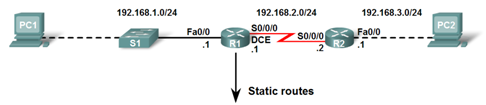 192.168.1.0/24
192.168.2.0/24
192.168.3.0/24
PC1
S1
Fa0/0
.1
R1
S0/0/0
DCE
.1
S0/0/0
.2
R2
Fa0/0
.1
PC2
Static routes